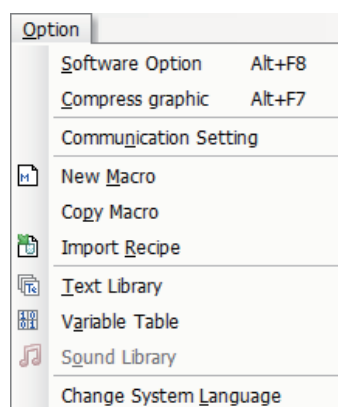 Option
Software Option Alt+F8
Compress graphic Alt+F7
Communication Setting
New Macro
Copy Macro
Import Recipe
Text Library
Variable Table
Sound Library
Change System Language